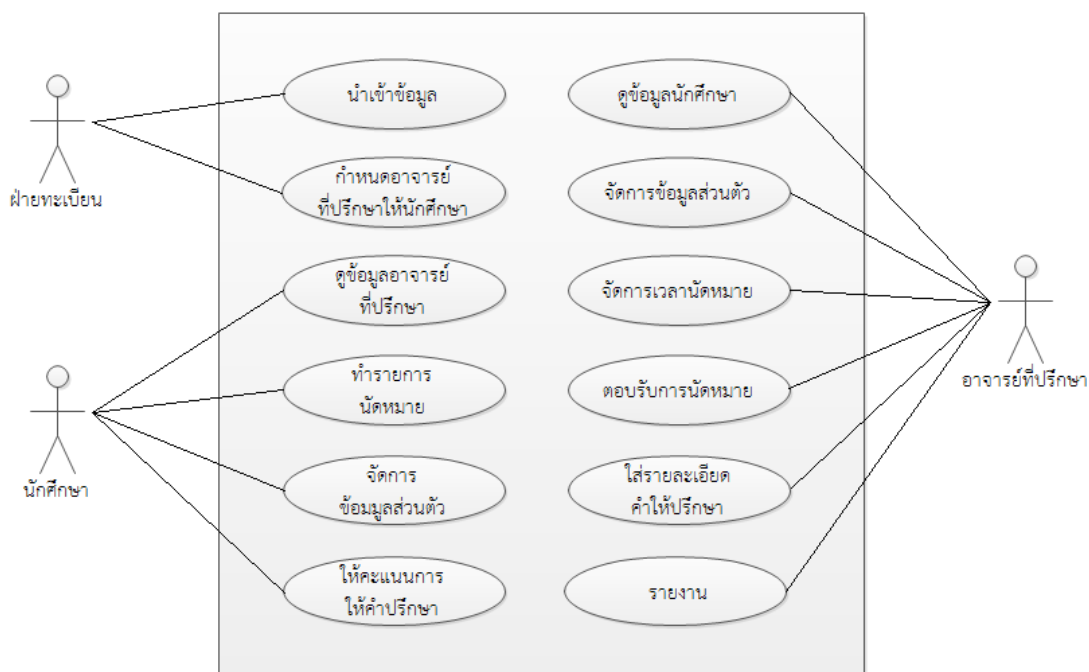 นำเข้าข้อมูล
ดูข้อมูลนักศึกษา
ฝ่ายทะเบียน
กำหนดอาจารย์
ที่ปรึกษาให้นักศึกษา
จัดการข้อมูลส่วนตัว
ดูข้อมูลอาจารย์
ที่ปรึกษา
จัดการเวลานัดหมาย
อาจารย์ที่ปรึกษา
ทำรายการ
นัดหมาย
ตอบรับการนัดหมาย
นักศึกษา
จัดการ
ข้อมมูลส่วนตัว
ใส่รายละเอียด
คำให้ปรึกษา
ให้คะแนนการ
ให้คำปรึกษา
รายงาน